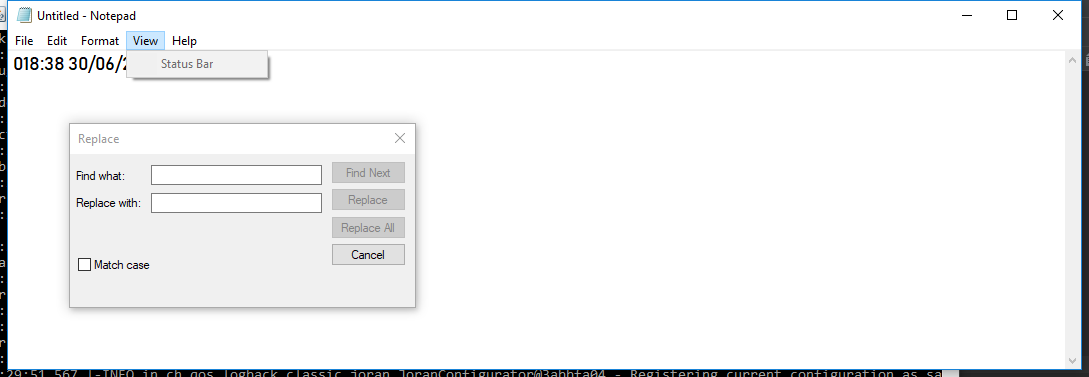 Untitled - Notepad
File Edit Format View Help
Status Bar
018:38 30/06/
Replace
Find what:
Find Next
Replace with:
Replace
Replace All
Cancel
Match case
:29:51,567 |-INFO in ch.qos.logback.classic.joran.JoranConfigurator@3abbfa04 - Registering current configuration as sa